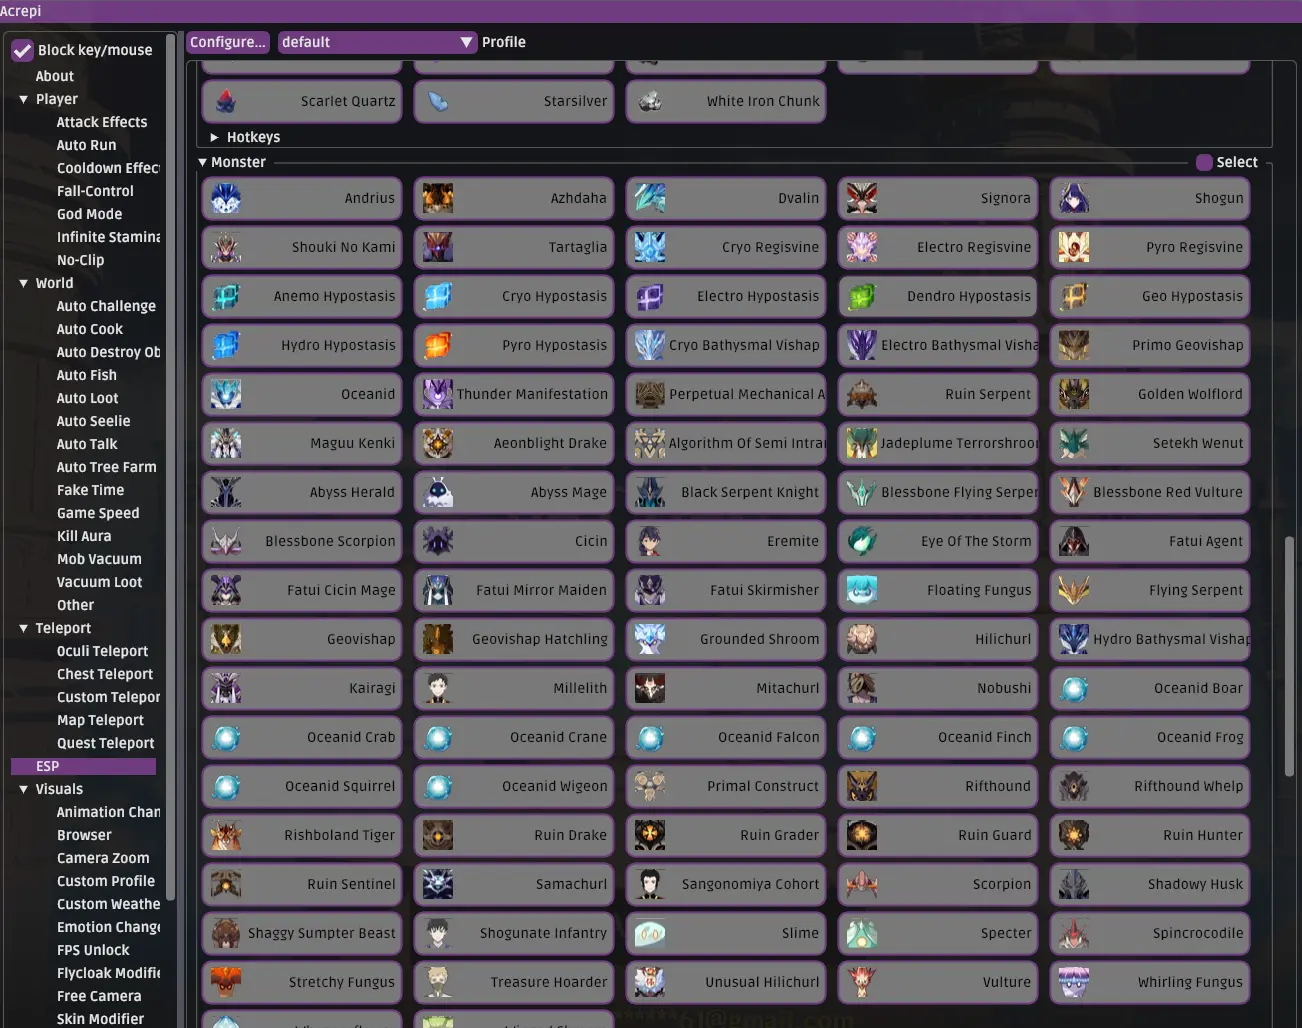 Acrepi
Block key/mouse
About
Player
Attack Effects
Auto Run
Cooldown Effec
Fall-Control
God Mode
Infinite Stamina
No-Clip
World
Auto Challenge
Auto Cook
Auto Destroy Ob
Auto Fish
Auto Loot
Auto Seelie
Auto Talk
Auto Tree Farm
Fake Time
Game Speed
Kill Aura
Mob Vacuum
Vacuum Loot
Other
Teleport
Oculi Teleport
Chest Teleport
Custom Telepor
Map Teleport
Quest Teleport
ESP
Visuals
Animation Chan
Browser
Camera Zoom
Custom Profile
Custom Weathe
Emotion Change
FPS Unlock
Flycloak Modifie
Free Camera
Skin Modifier
Configure... default Profile
Scarlet Quartz Starsilver White Iron Chunk
Hotkeys
Monster Select
Andrius Azhdaha Dvalin Signora Shogun
Shouki No Kami Tartaglia Cryo Regisvine Electro Regisvine Pyro Regisvine
Anemo Hypostasis Cryo Hypostasis Electro Hypostasis Dendro Hypostasis Geo Hypostasis
Hydro Hypostasis Pyro Hypostasis Cryo Bathysmal Vishap Electro Bathysmal Visha Primo Geovishap
Oceanid Thunder Manifestation Perpetual Mechanical A Ruin Serpent Golden Wolflord
Maguu Kenki Aeonblight Drake Algorithm Of Semi Intra Jadeplume Terrorshroo Setekh Wenut
Abyss Herald Abyss Mage Black Serpent Knight Blessbone Flying Serpe Blessbone Red Vulture
Blessbone Scorpion Cicin Eremite Eye Of The Storm Fatui Agent
Fatui Cicin Mage Fatui Mirror Maiden Fatui Skirmisher Floating Fungus Flying Serpent
Geovishap Geovishap Hatchling Grounded Shroom Hilichurl Hydro Bathysmal Vishap
Kairagi Millelith Mitachurl Nobushi Oceanid Boar
Oceanid Crab Oceanid Crane Oceanid Falcon Oceanid Finch Oceanid Frog
Oceanid Squirrel Oceanid Wigeon Primal Construct Rifthound Rifthound Whelp
Rishboland Tiger Ruin Drake Ruin Grader Ruin Guard Ruin Hunter
Ruin Sentinel Samachurl Sangonomiya Cohort Scorpion Shadowy Husk
Shaggy Sumpter Beast Shogunate Infantry Slime Specter Spincrocodile
Stretchy Fungus Treasure Hoarder Unusual Hilichurl Vulture Whirling Fungus